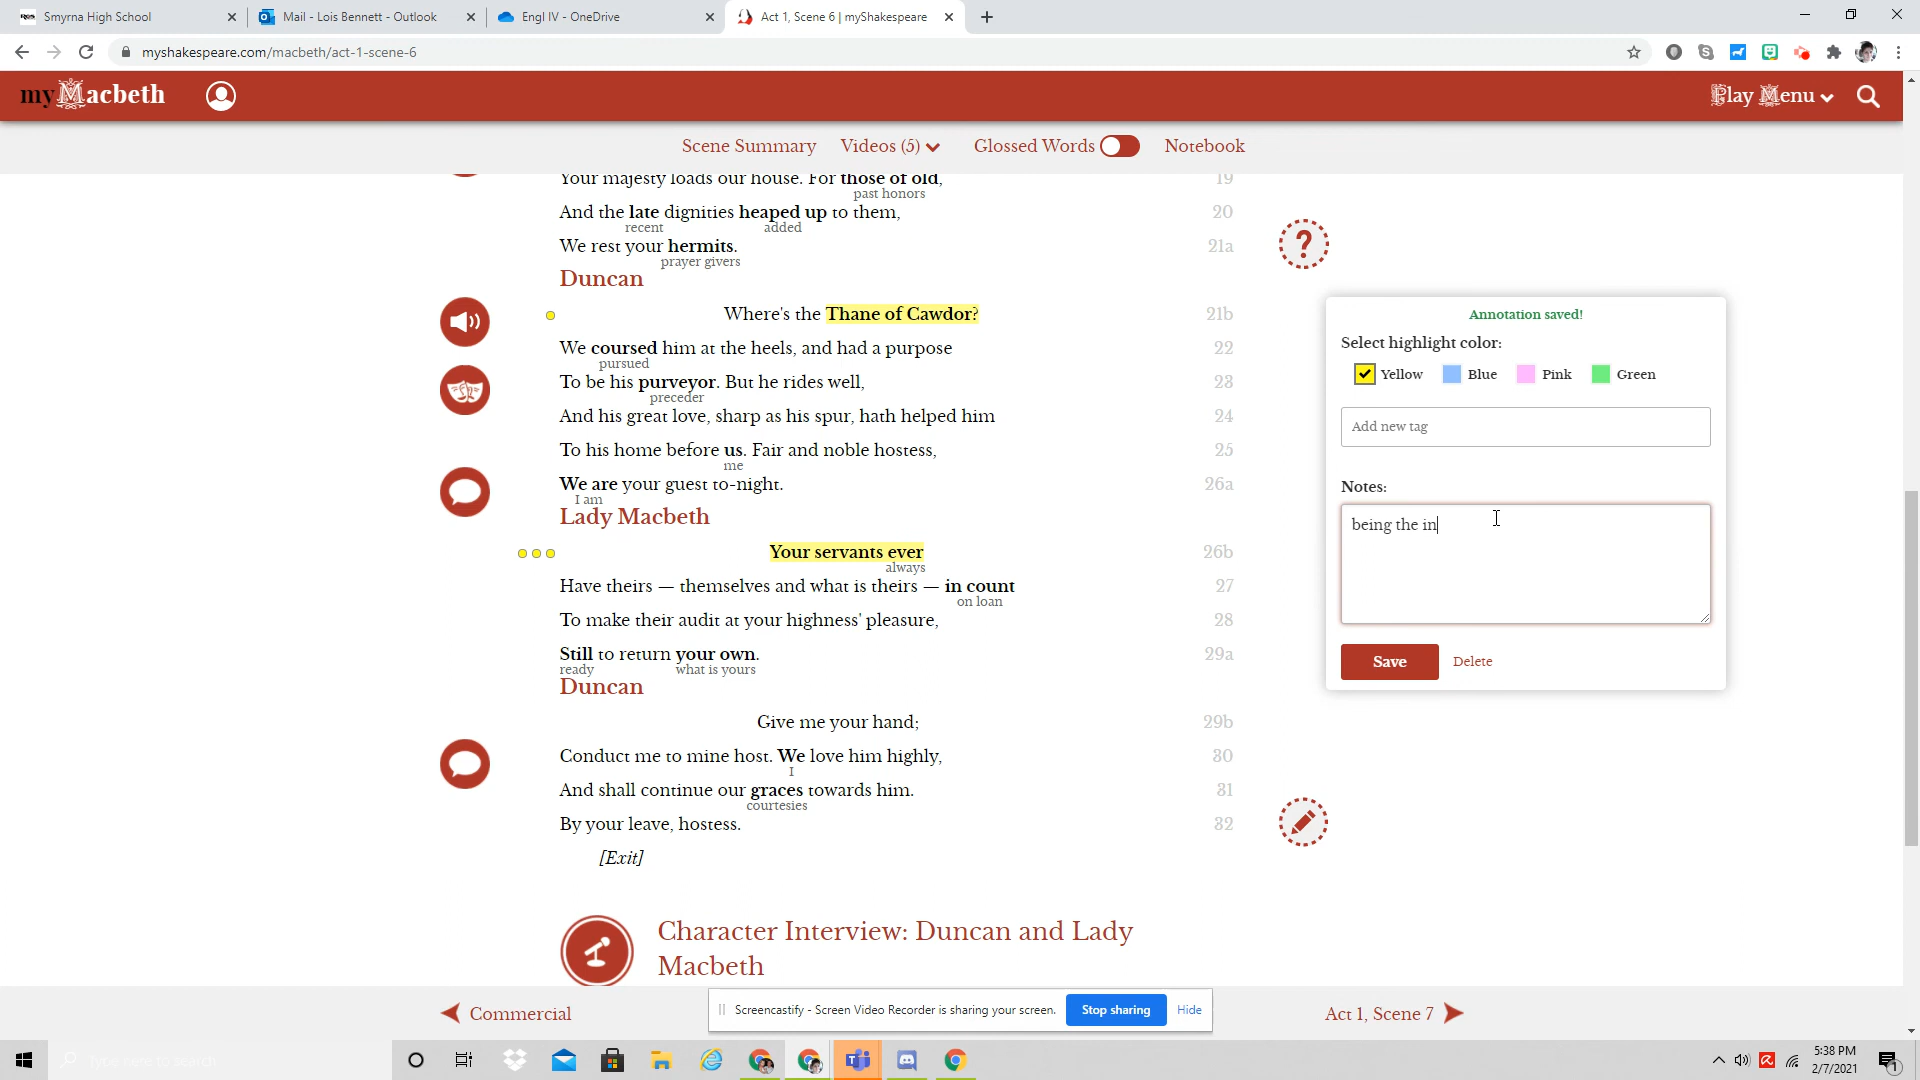 Smyrna High School
Mail - Lois Bennett - Outlook
Engl IV - OneDrive
Act 1, Scene 6 | myShakespeare
myshakespeare.com/macbeth/act-1-scene-6
myMacbeth
Play Menu
Scene Summary
Videos (5)
Glossed Words
Notebook
Your majesty loads our house. For those of old, 19
past honors
And the late dignities heaped up to them, 20
recent added
We rest your hermits. 21a
prayer givers
Duncan
Where's the Thane of Cawdor? 21b
We coursed him at the heels, and had a purpose 22
pursued
To be his purveyor. But he rides well, 23
preceder
And his great love, sharp as his spur, hath helped him 24
To his home before us. Fair and noble hostess, 25
me
We are your guest to-night. 26a
I am
Lady Macbeth
Your servants ever 26b
always
Have theirs — themselves and what is theirs — in count 27
on loan
To make their audit at your highness' pleasure, 28
Still to return your own. 29a
ready what is yours
Duncan
Give me your hand; 29b
Conduct me to mine host. We love him highly, 30
I
And shall continue our graces towards him. 31
courtesies
By your leave, hostess. 32
[Exit]
Character Interview: Duncan and Lady
Macbeth
Annotation saved!
Select highlight color:
Yellow Blue Pink Green
Add new tag
Notes:
being the in
Save Delete
Commercial
Screencastify - Screen Video Recorder is sharing your screen. Stop sharing Hide
Act 1, Scene 7
Type here to search
5:38 PM
2/7/2021
1